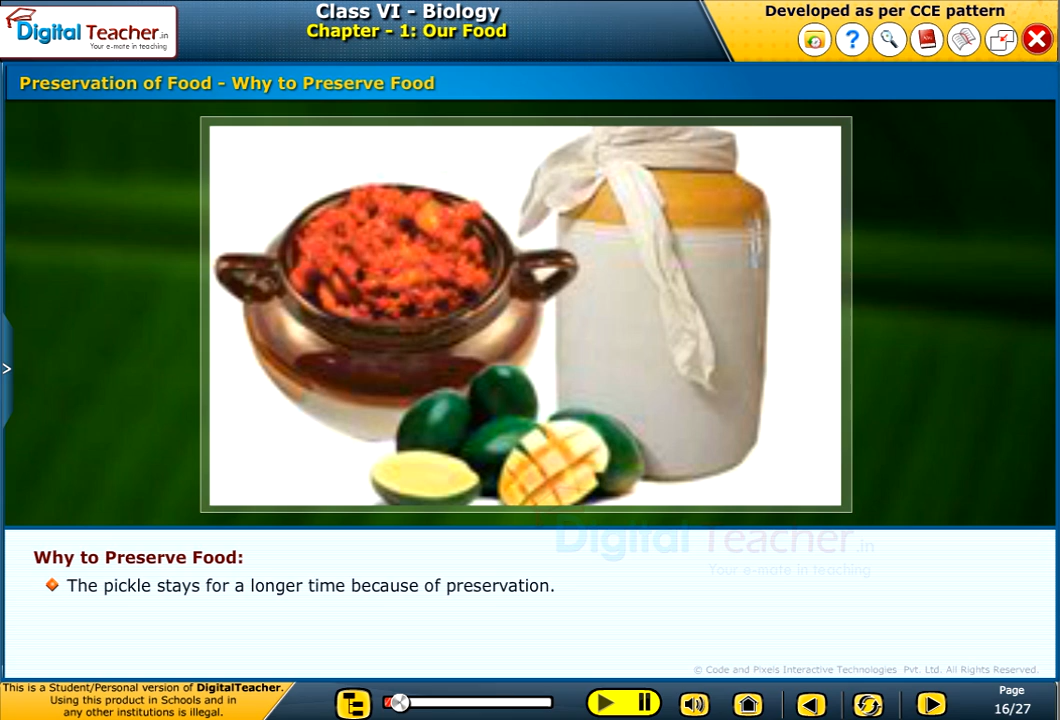 Digital Teacher.in
Your e-mate in teaching
Class VI - Biology
Chapter - 1: Our Food
Developed as per CCE pattern
?
Preservation of Food - Why to Preserve Food
>
Why to Preserve Food:
The pickle stays for a longer time because of preservation.
Digital Teacher.in
Your e-mate in teaching
© Code and Pixels Interactive Technologies Pvt. Ltd. All Rights Reserved.
This is a Student/Personal version of DigitalTeacher.
Using this product in Schools and in
any other institutions is illegal.
Page
16/27